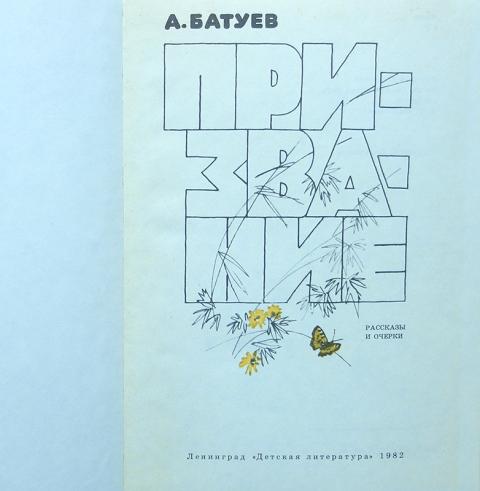 А. БАТУЕВ
ПРИ-
ЗВА-
НИЕ
РАССКАЗЫ
И ОЧЕРКИ
Ленинград «Детская литература» 1982